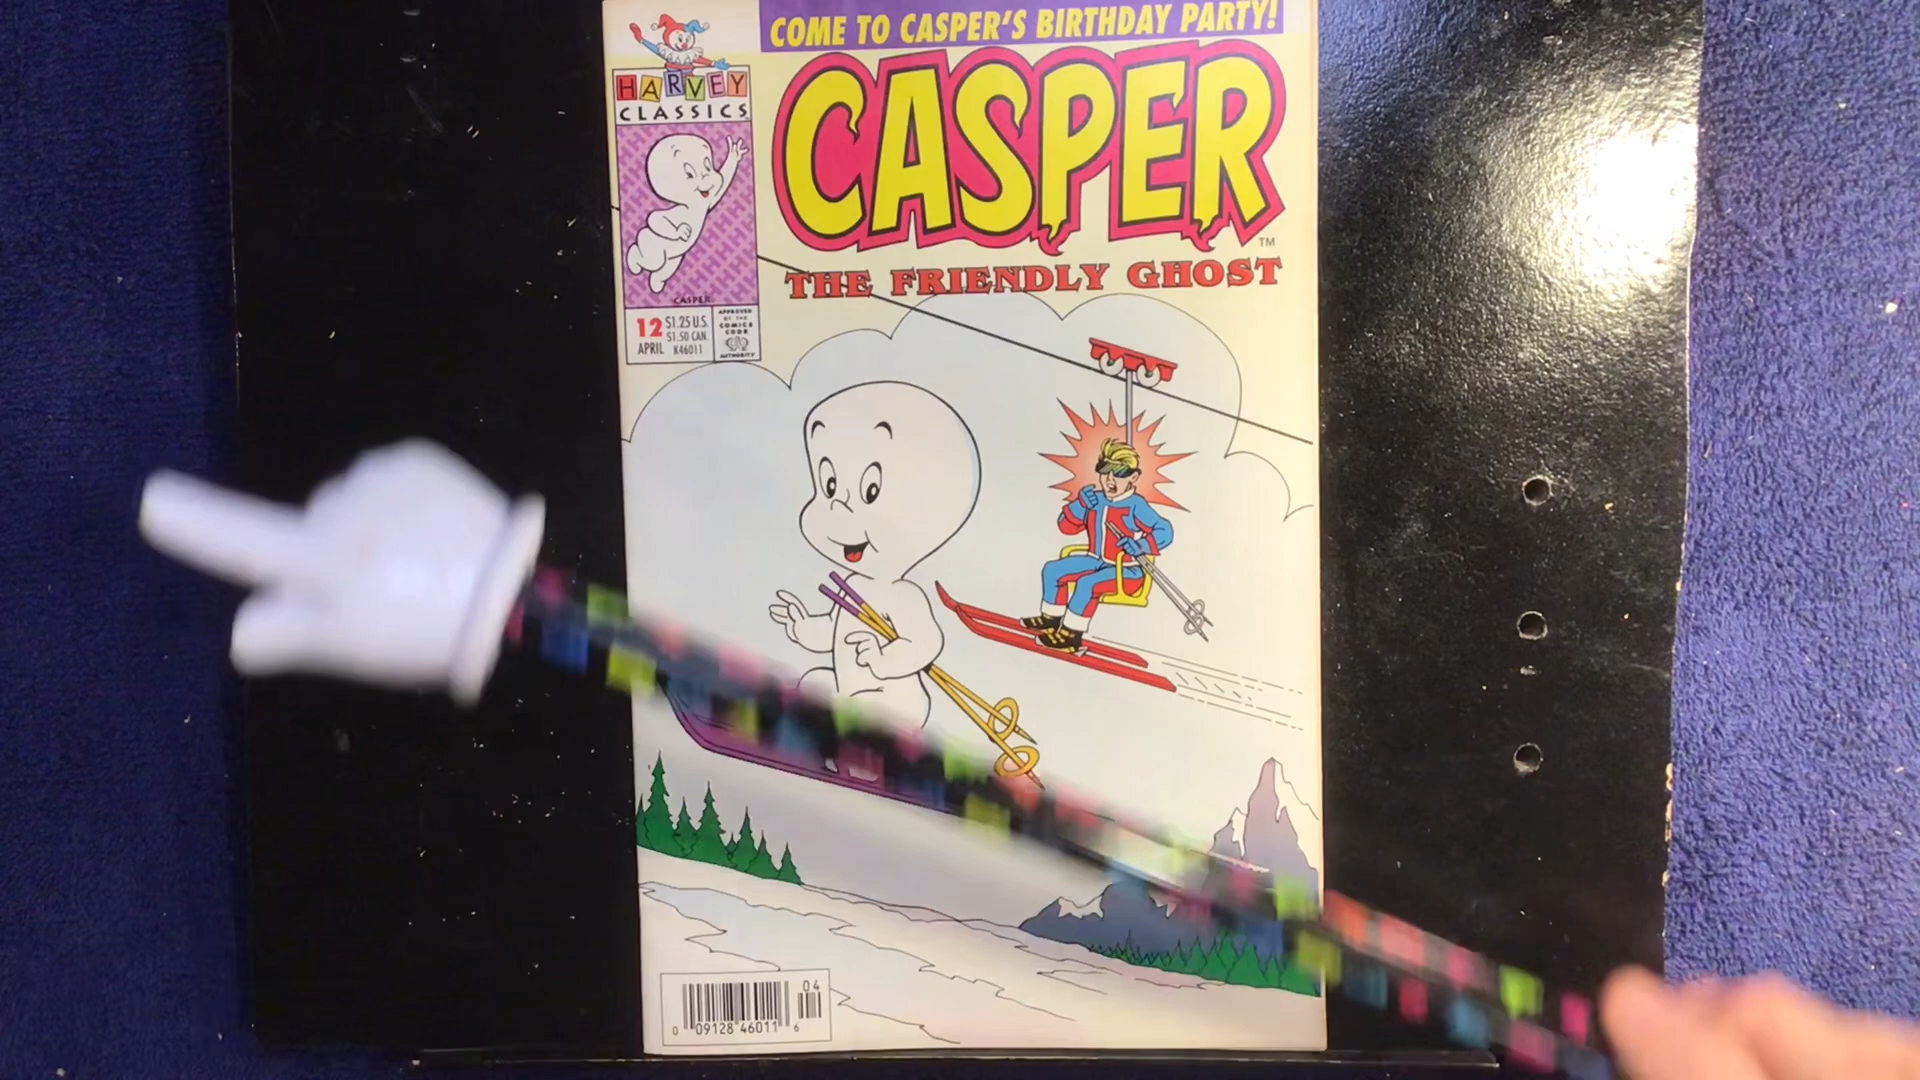 COME TO CASPER'S BIRTHDAY PARTY!
HARVEY
CLASSICS
CASPER
TM
THE FRIENDLY GHOST
CASPER
12 $1.25 U.S.
$1.50 CAN.
APRIL K46011
APPROVED
BY THE
COMICS
CODE
AUTHORITY
04
0 09128 46011 6